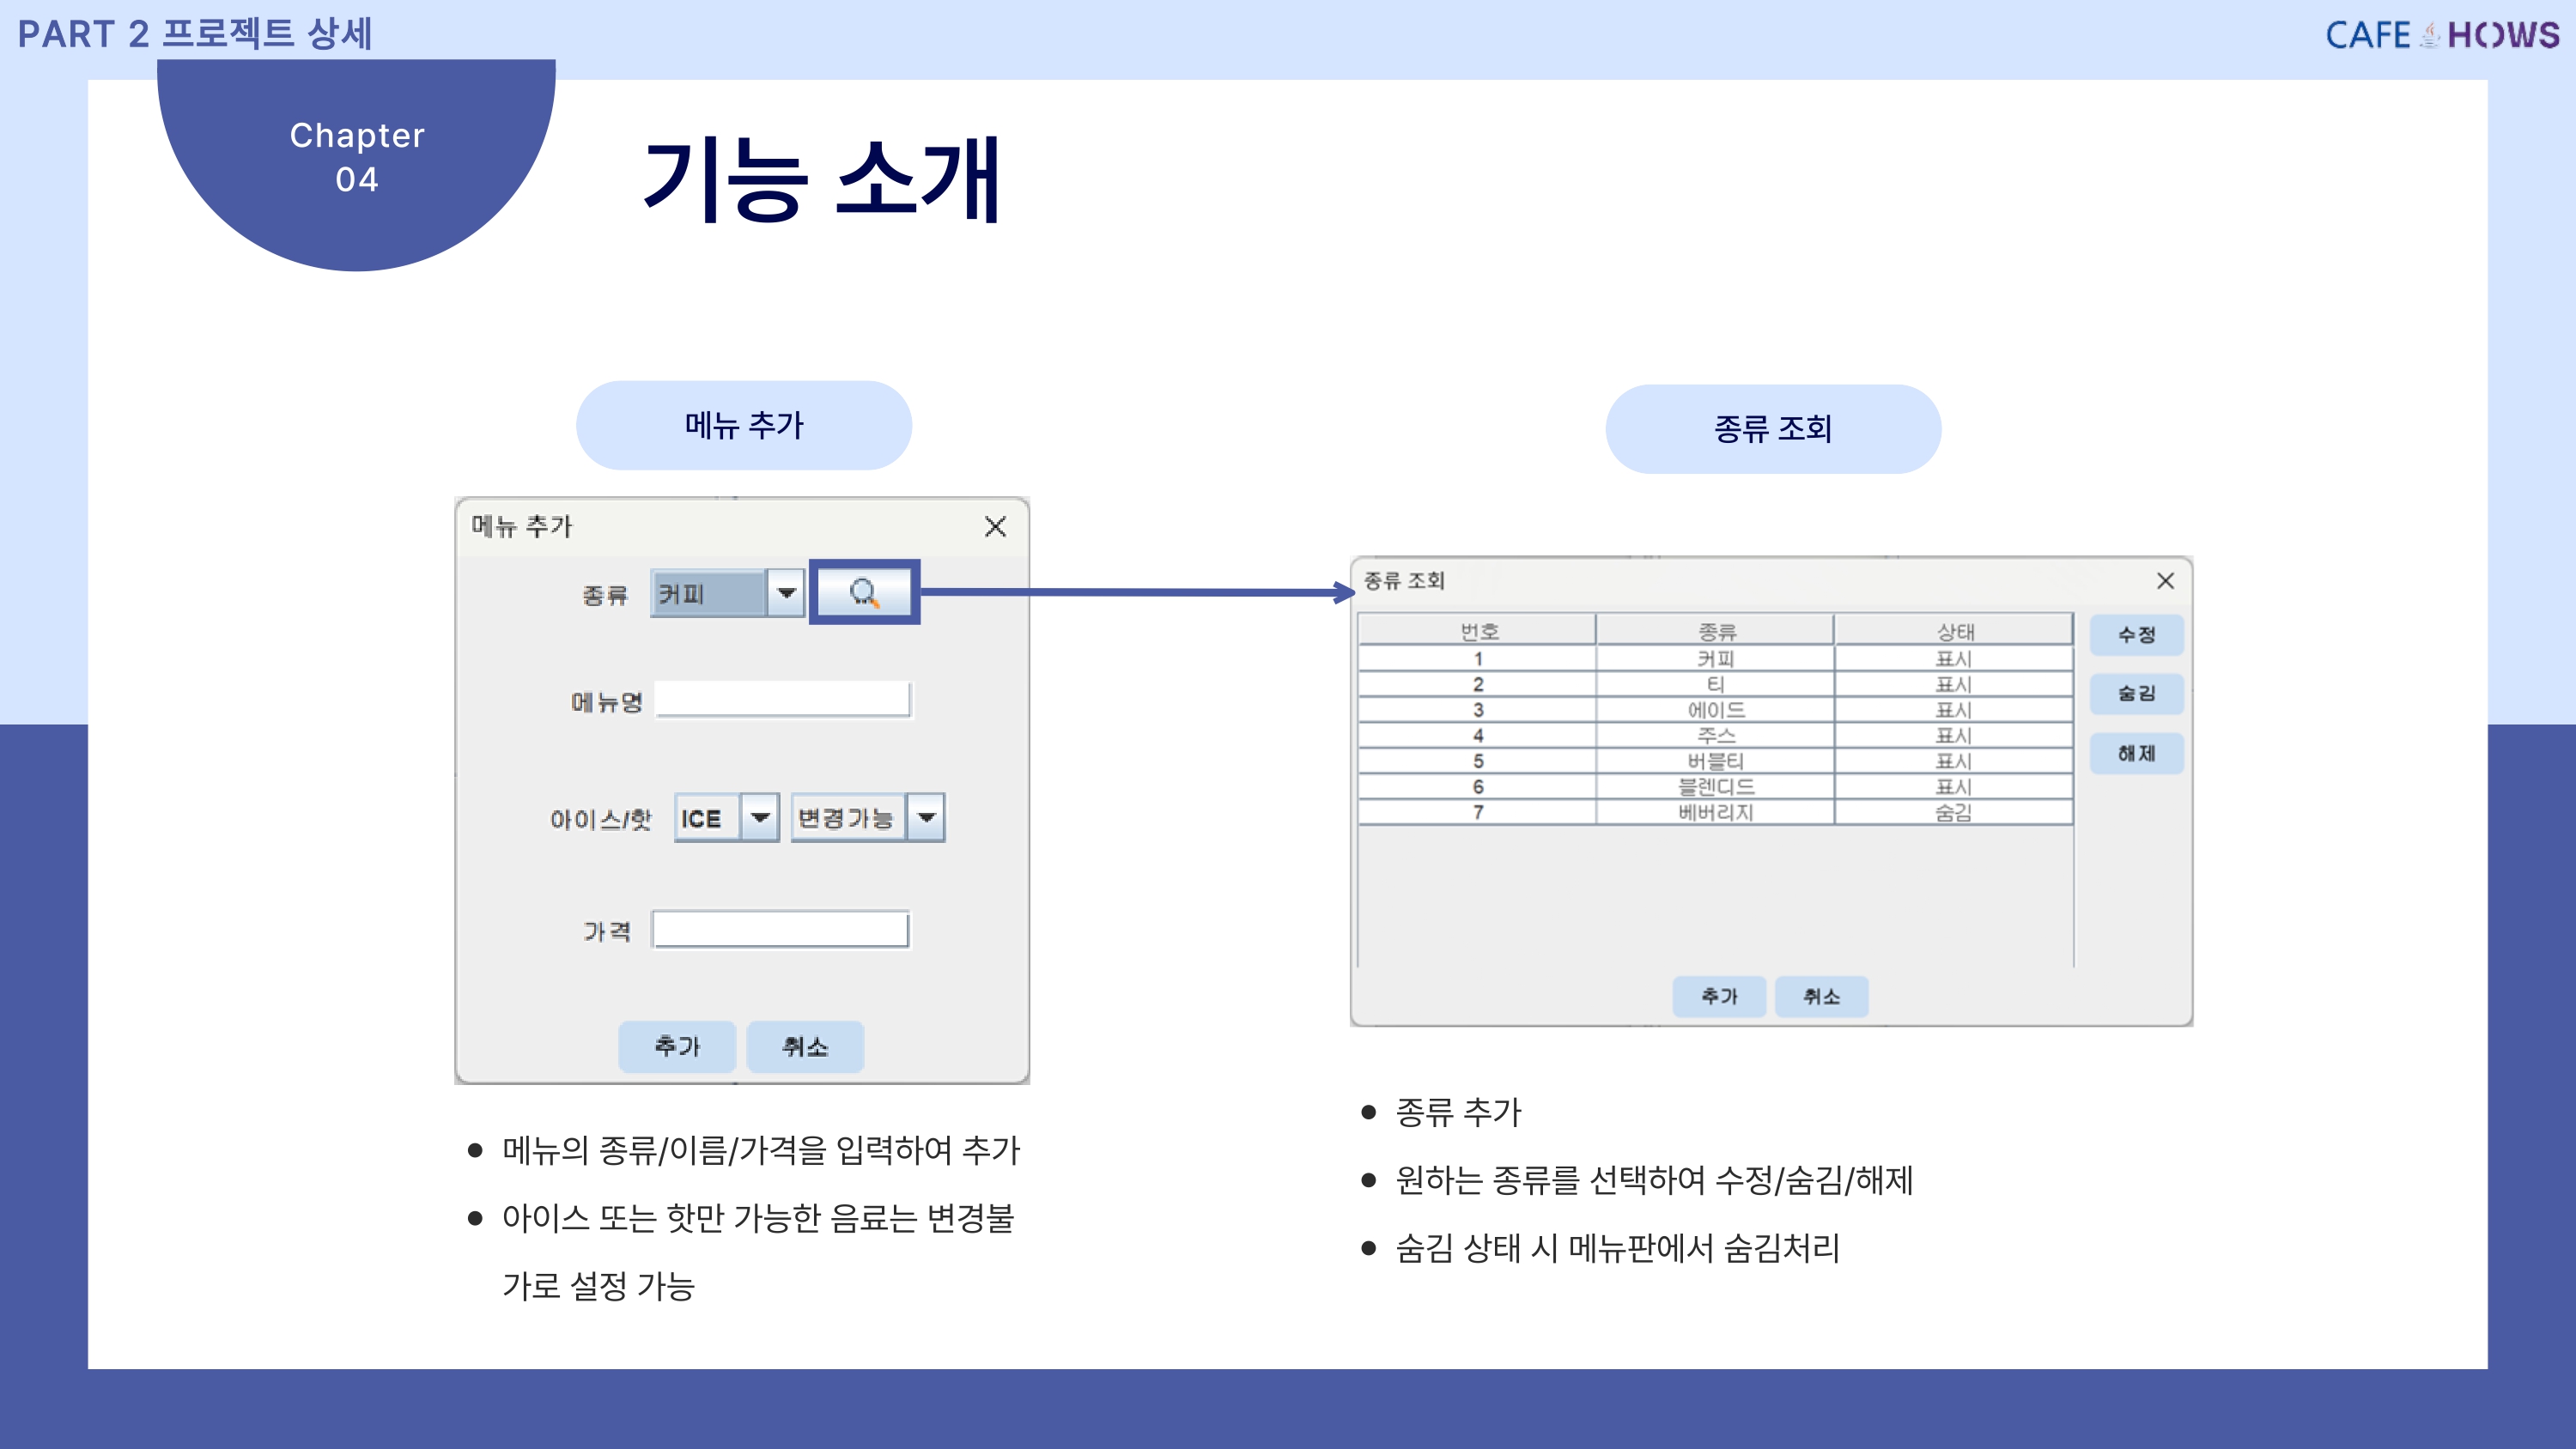 PART 2 프로젝트 상세
CAFE HOWS
Chapter
04
기능 소개
메뉴 추가
메뉴 추가
종류 커피
메뉴명
아이스/핫 ICE 변경가능
가격
추가 취소
메뉴의 종류/이름/가격을 입력하여 추가
아이스 또는 핫만 가능한 음료는 변경불
가로 설정 가능
종류 조회
종류 조회
번호 종류 상태
1 커피 표시
2 티 표시
3 에이드 표시
4 주스 표시
5 버블티 표시
6 블렌디드 표시
7 베버리지 숨김
수정
숨김
해제
추가 취소
종류 추가
원하는 종류를 선택하여 수정/숨김/해제
숨김 상태 시 메뉴판에서 숨김처리